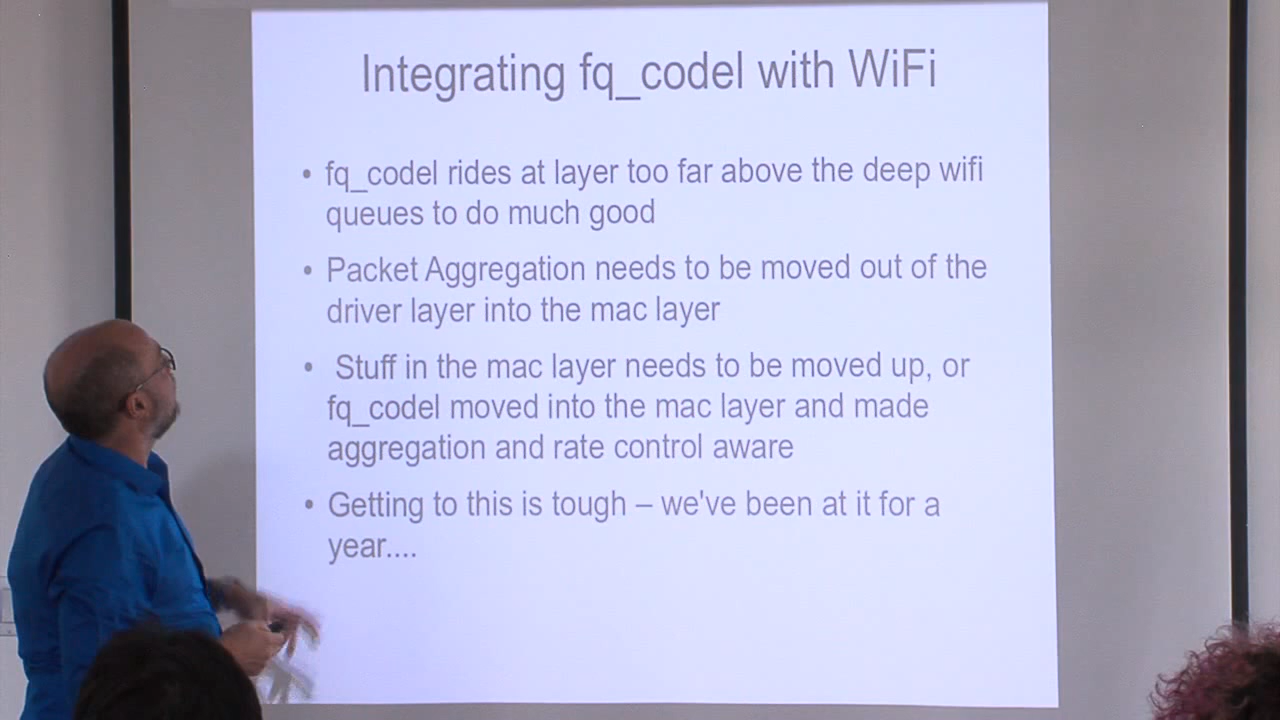 Integrating fq_codel with WiFi
• fq_codel rides at layer too far above the deep wifi
queues to do much good
• Packet Aggregation needs to be moved out of the
driver layer into the mac layer
• Stuff in the mac layer needs to be moved up, or
fq_codel moved into the mac layer and made
aggregation and rate control aware
• Getting to this is tough – we've been at it for a
year....